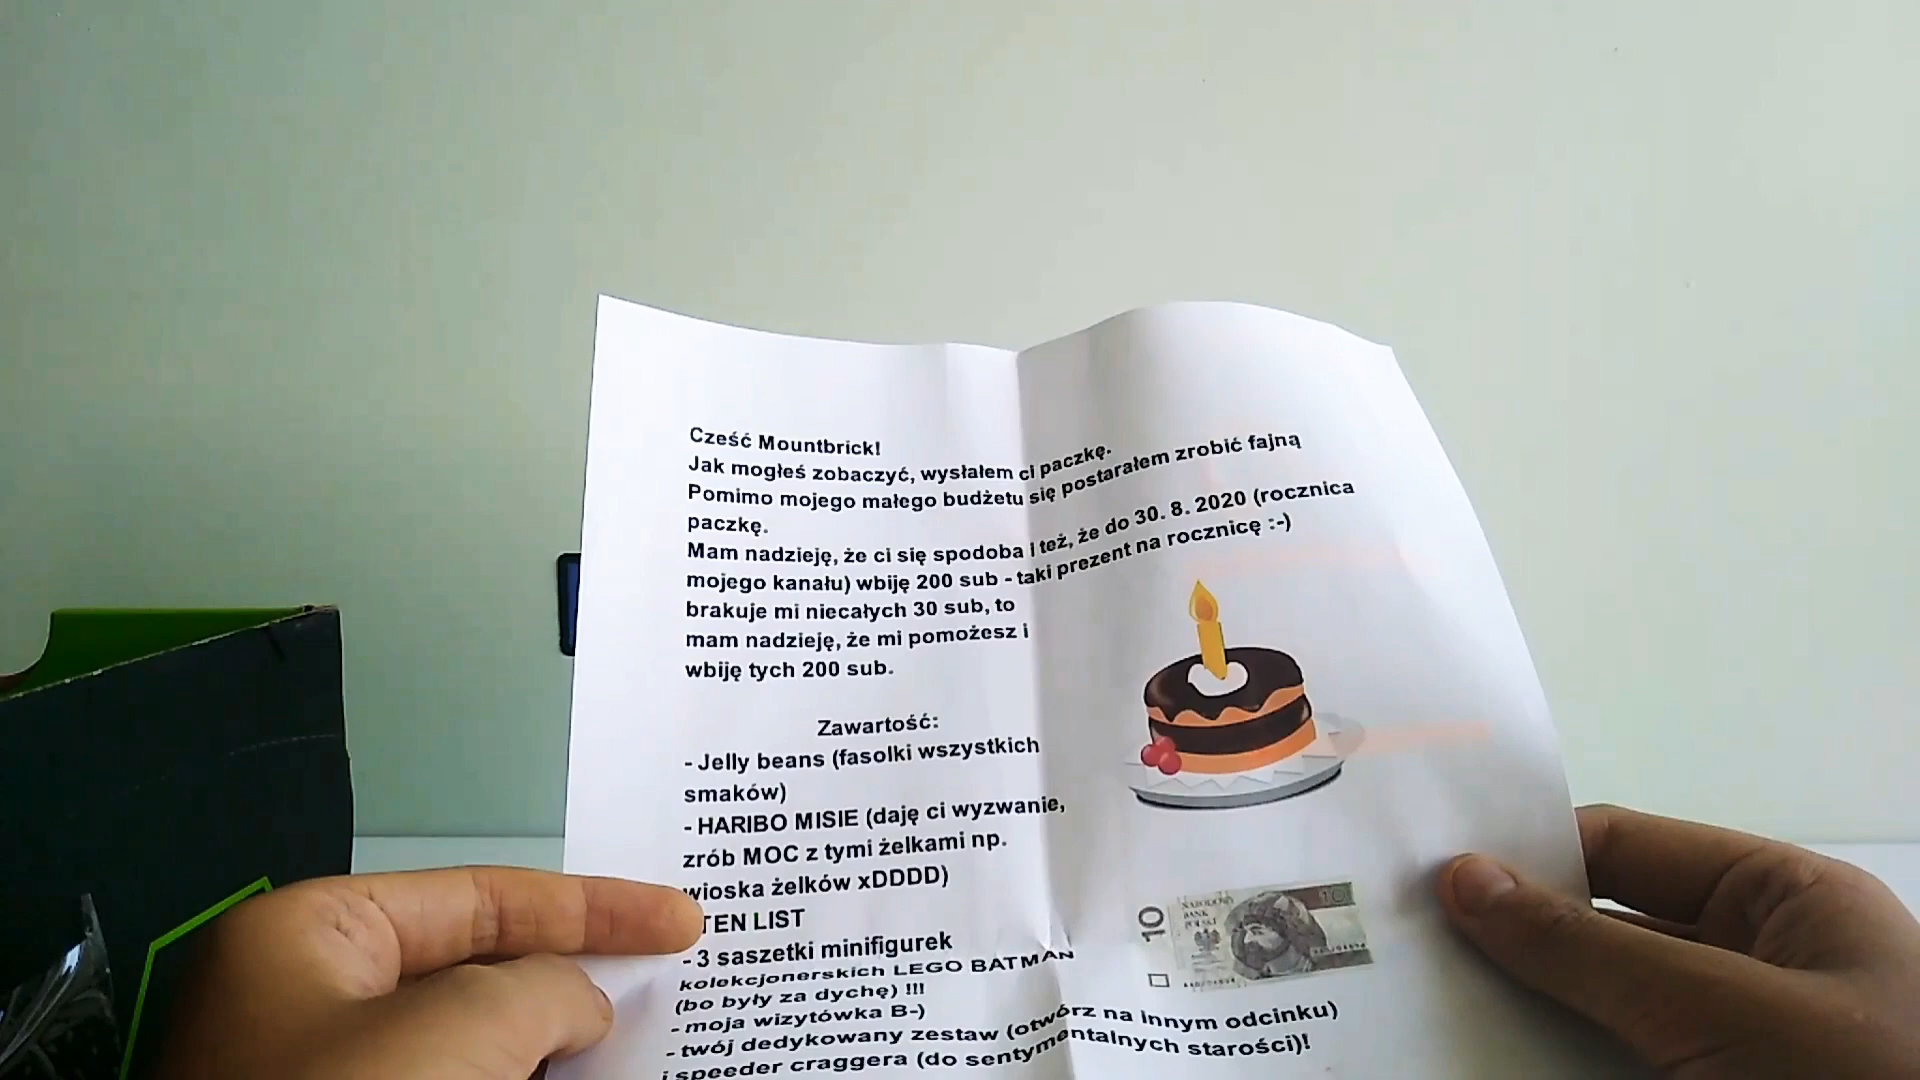 Cześć Mountbrick!
Jak mogłeś zobaczyć, wysłałem ci paczkę.
Pomimo mojego małego budżetu się postarałem zrobić fajną
paczkę.
Mam nadzieję, że ci się spodoba i też, że do 30. 8. 2020 (rocznica
mojego kanału) wbiję 200 sub - taki prezent na rocznicę :-)
brakuje mi niecałych 30 sub, to
mam nadzieję, że mi pomożesz i
wbiję tych 200 sub.
Zawartość:
- Jelly beans (fasolki wszystkich
smaków)
- HARIBO MISIE (daję ci wyzwanie,
zrób MOC z tymi żelkami np.
wioska żelków xDDDD)
TEN LIST
- 3 saszetki minifigurek
kolekcjonerskich LEGO BATMAN
(bo były za dychę) !!!
- moja wizytówka B-)
- twój dedykowany zestaw (otwórz na innym odcinku)
i speeder craggera (do sentymentalnych starości)!
10
NARODOWY
BANK
POLSKI
10